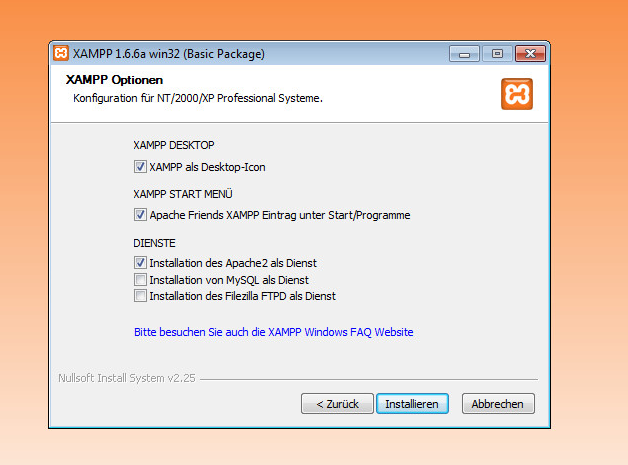 XAMPP 1.6.6a win32 (Basic Package)
XAMPP Optionen
Konfiguration für NT/2000/XP Professional Systeme.
XAMPP DESKTOP
XAMPP als Desktop-Icon
XAMPP START MENÜ
Apache Friends XAMPP Eintrag unter Start/Programme
DIENSTE
Installation des Apache2 als Dienst
Installation von MySQL als Dienst
Installation des Filezilla FTPD als Dienst
Bitte besuchen Sie auch die XAMPP Windows FAQ Website
Nullsoft Install System v2.25
< Zurück Installieren Abbrechen